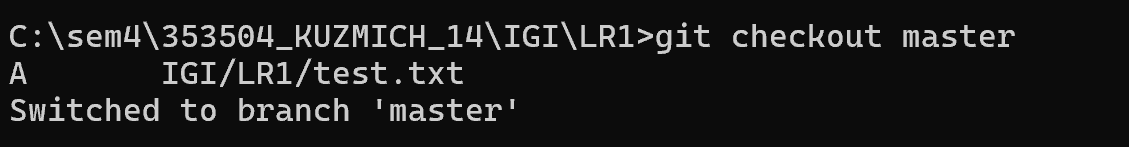 C:\sem4\353504_KUZMICH_14\IGI\LR1>git checkout master
A       IGI/LR1/test.txt
Switched to branch 'master'